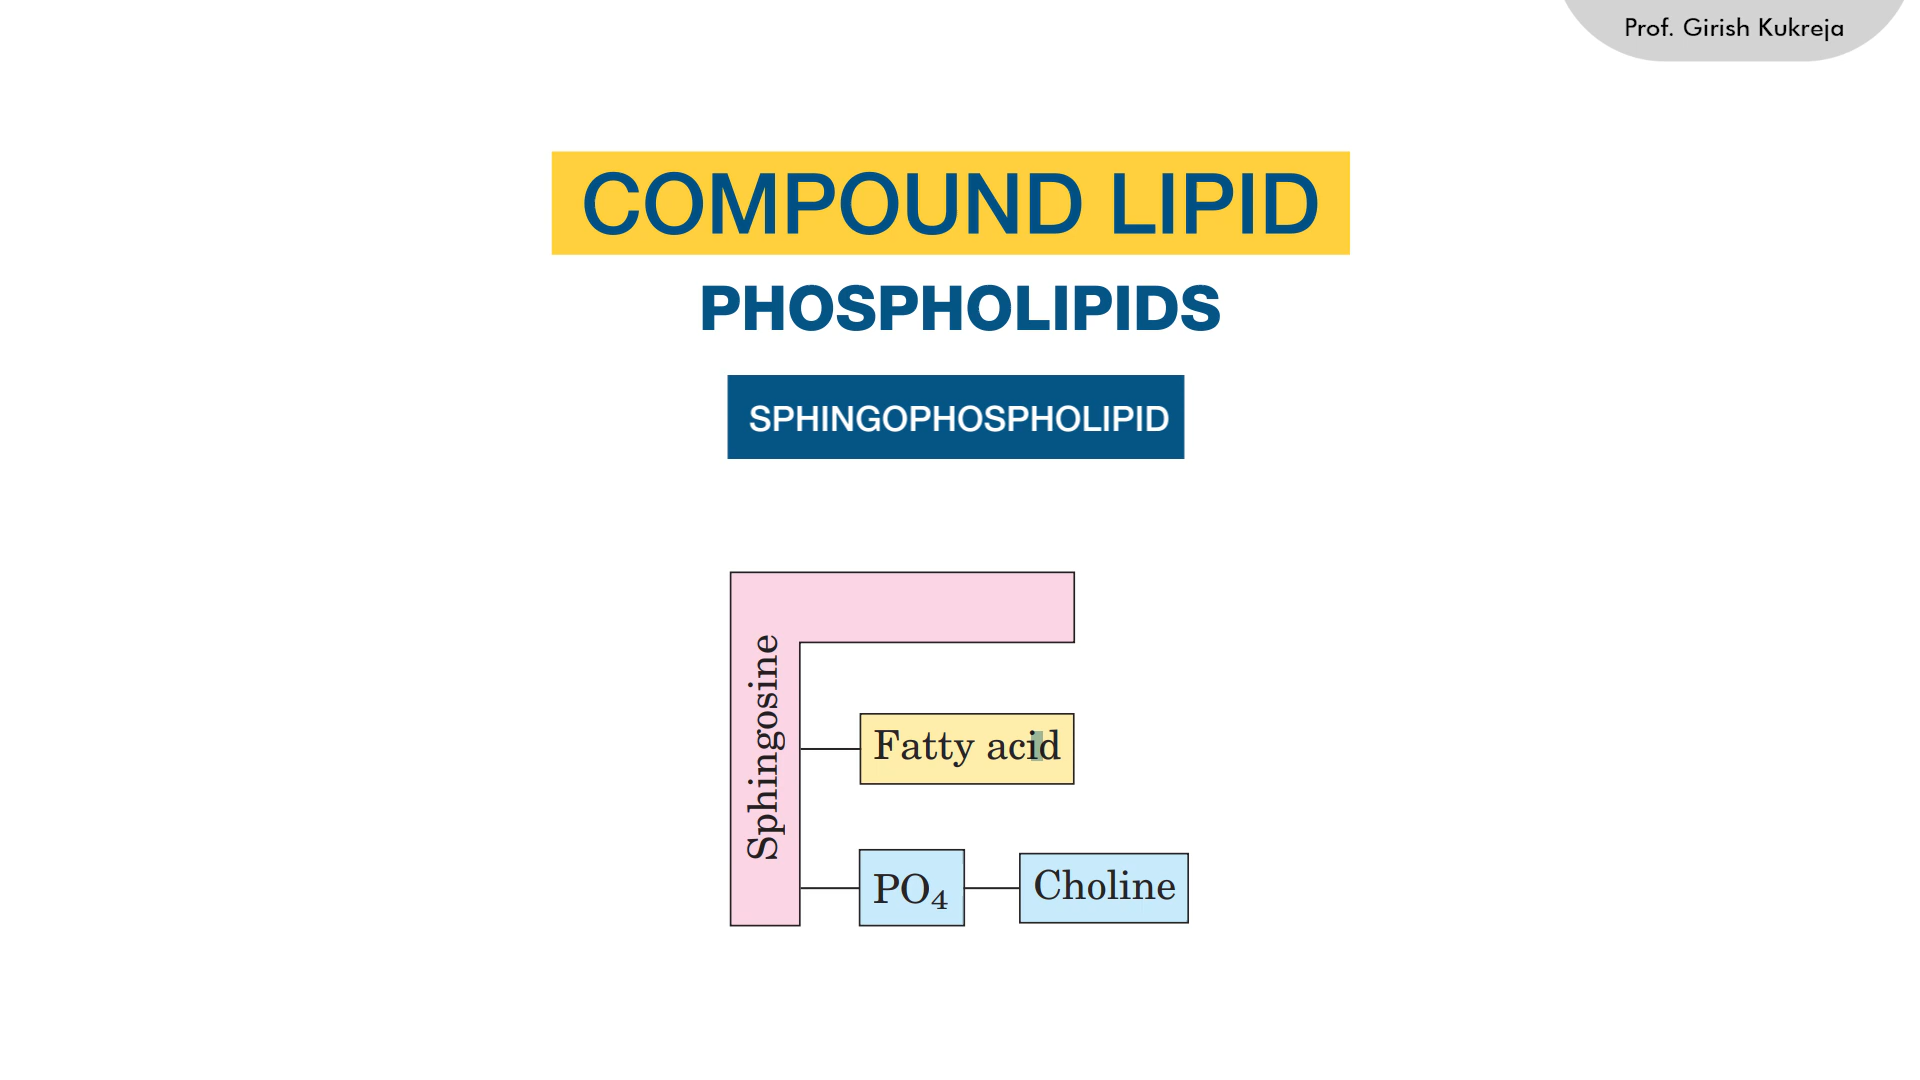 Prof. Girish Kukreja
COMPOUND LIPID
PHOSPHOLIPIDS
SPHINGOPHOSPHOLIPID
Sphingosine
Fatty acid
PO₄
Choline